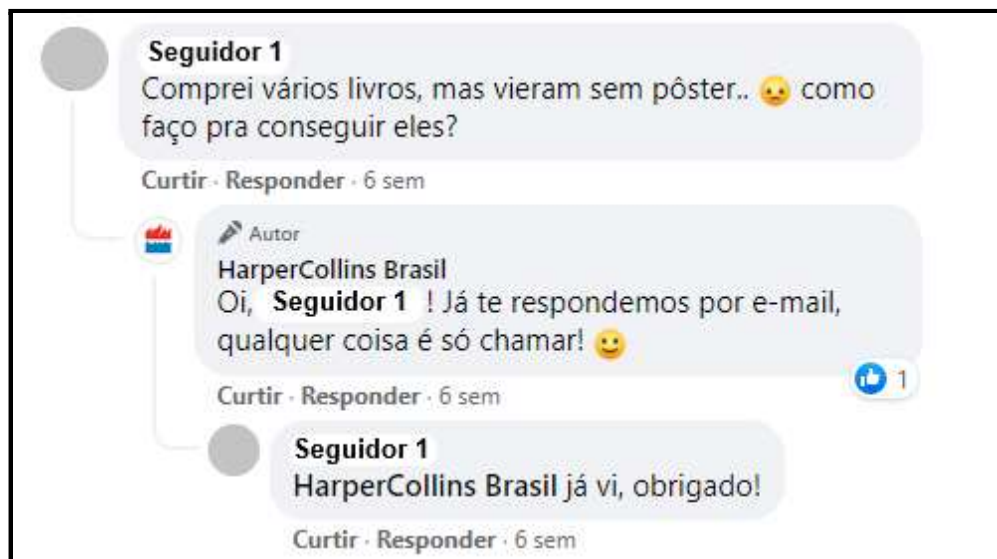 Seguidor 1
Comprei vários livros, mas vieram sem pôster.. 😳 como
faço pra conseguir eles?
Curtir · Responder · 6 sem
Autor
HarperCollins Brasil
Oi, Seguidor 1 ! Já te respondemos por e-mail,
qualquer coisa é só chamar! 🙂
1
Curtir · Responder · 6 sem
Seguidor 1
HarperCollins Brasil já vi, obrigado!
Curtir · Responder · 6 sem